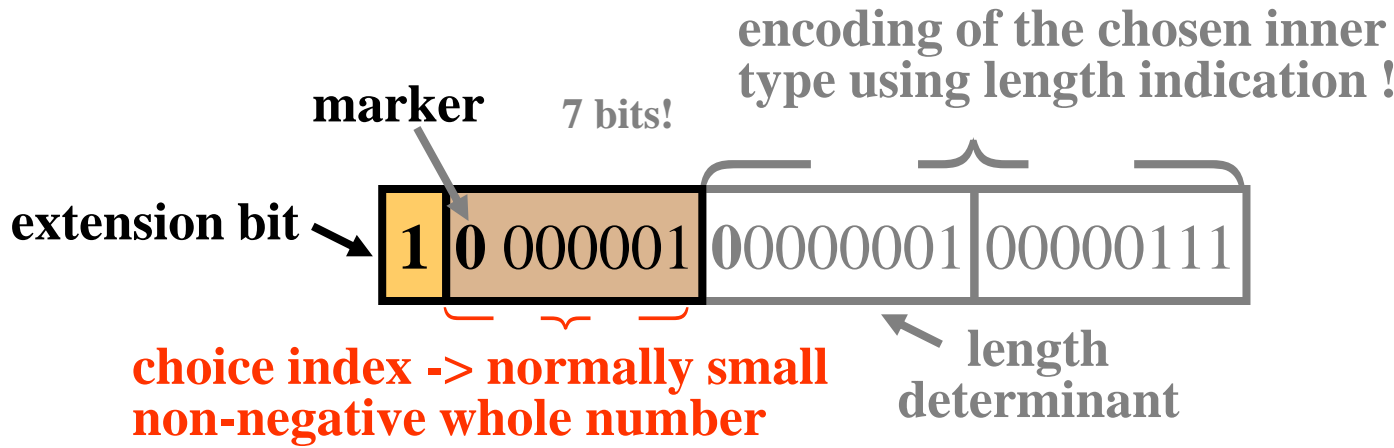 encoding of the chosen inner
type using length indication !
marker
7 bits!
extension bit
1 0 000001 00000001 00000111
choice index -> normally small
non-negative whole number
length
determinant